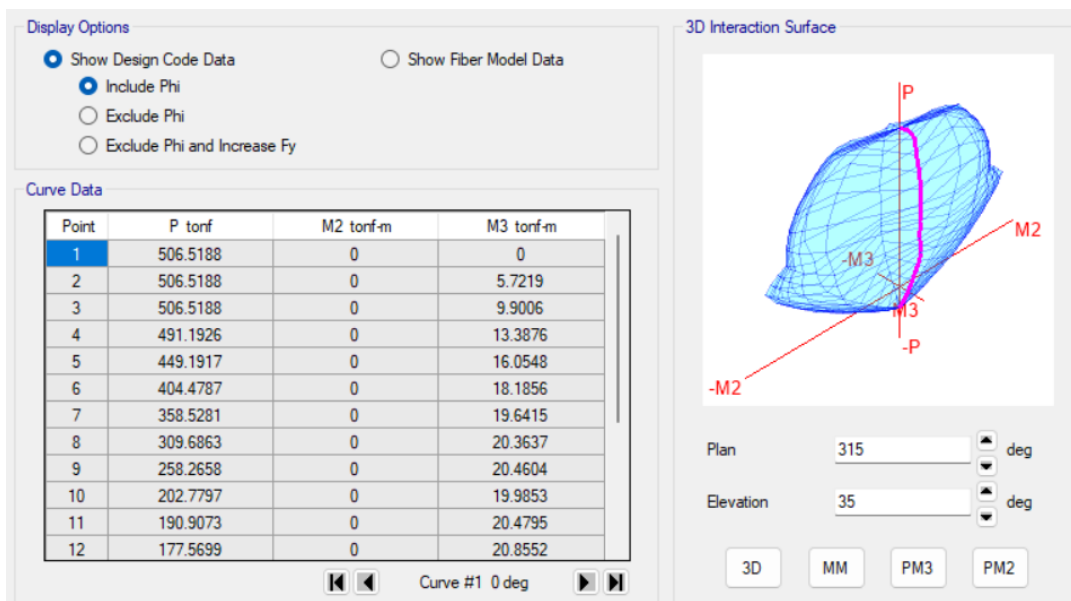 Display Options
Show Design Code Data
Show Fiber Model Data
Include Phi
Exclude Phi
Exclude Phi and Increase Fy
Curve Data
Point P tonf M2 tonf-m M3 tonf-m
1 506.5188 0 0
2 506.5188 0 5.7219
3 506.5188 0 9.9006
4 491.1926 0 13.3876
5 449.1917 0 16.0548
6 404.4787 0 18.1856
7 358.5281 0 19.6415
8 309.6863 0 20.3637
9 258.2658 0 20.4604
10 202.7797 0 19.9853
11 190.9073 0 20.4795
12 177.5699 0 20.8552
Curve #1 0 deg
3D Interaction Surface
P
M2
-M3
M3
-P
-M2
Plan 315 deg
Elevation 35 deg
3D MM PM3 PM2